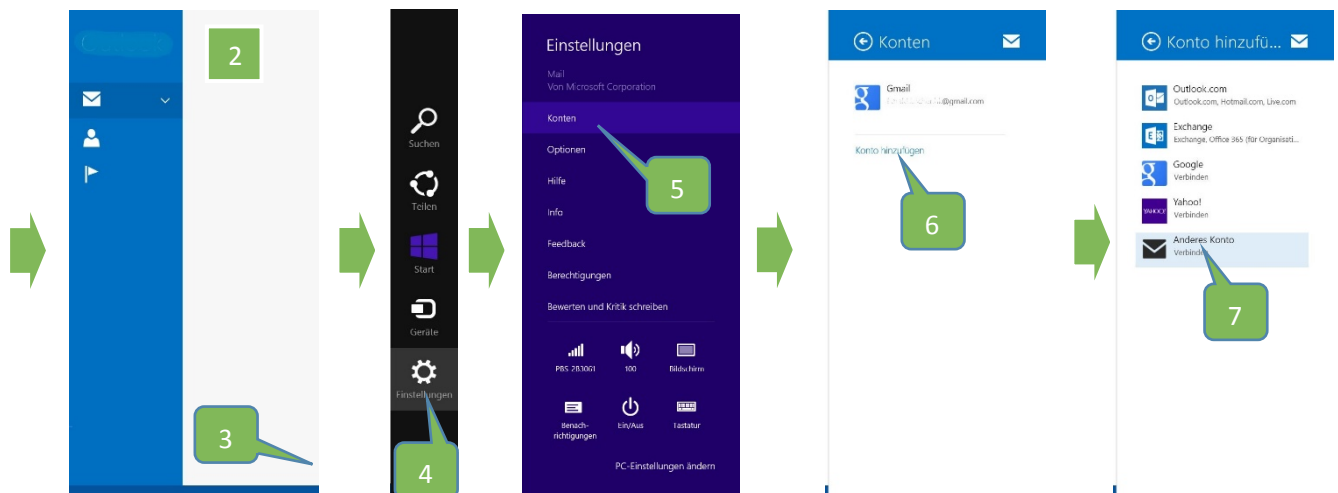 2
3
Suchen
Teilen
Start
Geräte
Einstellungen
4
Einstellungen
Mail
Von Microsoft Corporation
Konten
Optionen
Hilfe
Info
Feedback
Berechtigungen
Bewerten und Kritik schreiben
5
PBS-2B3061
100
Bildschirm
Benach-
richtigungen
Ein/Aus
Tastatur
PC-Einstellungen ändern
Konten
Gmail
@gmail.com
Konto hinzufügen
6
Konto hinzufü...
Outlook.com
Outlook.com, Hotmail.com, Live.com
Exchange
Exchange, Office 365 (für Organisati...
Google
Verbinden
YAHOO!
Yahoo!
Verbinden
Anderes Konto
Verbinden
7